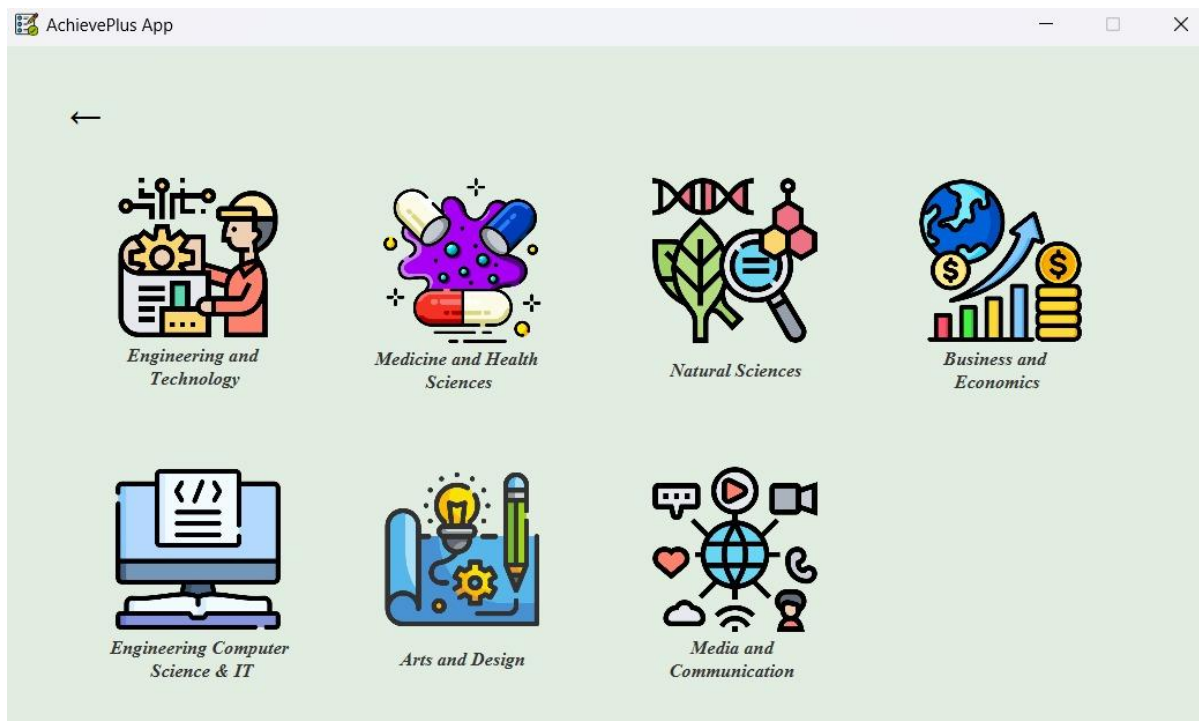 AchievePlus App
Engineering and
Technology
Medicine and Health
Sciences
Natural Sciences
Business and
Economics
Engineering Computer
Science & IT
Arts and Design
Media and
Communication